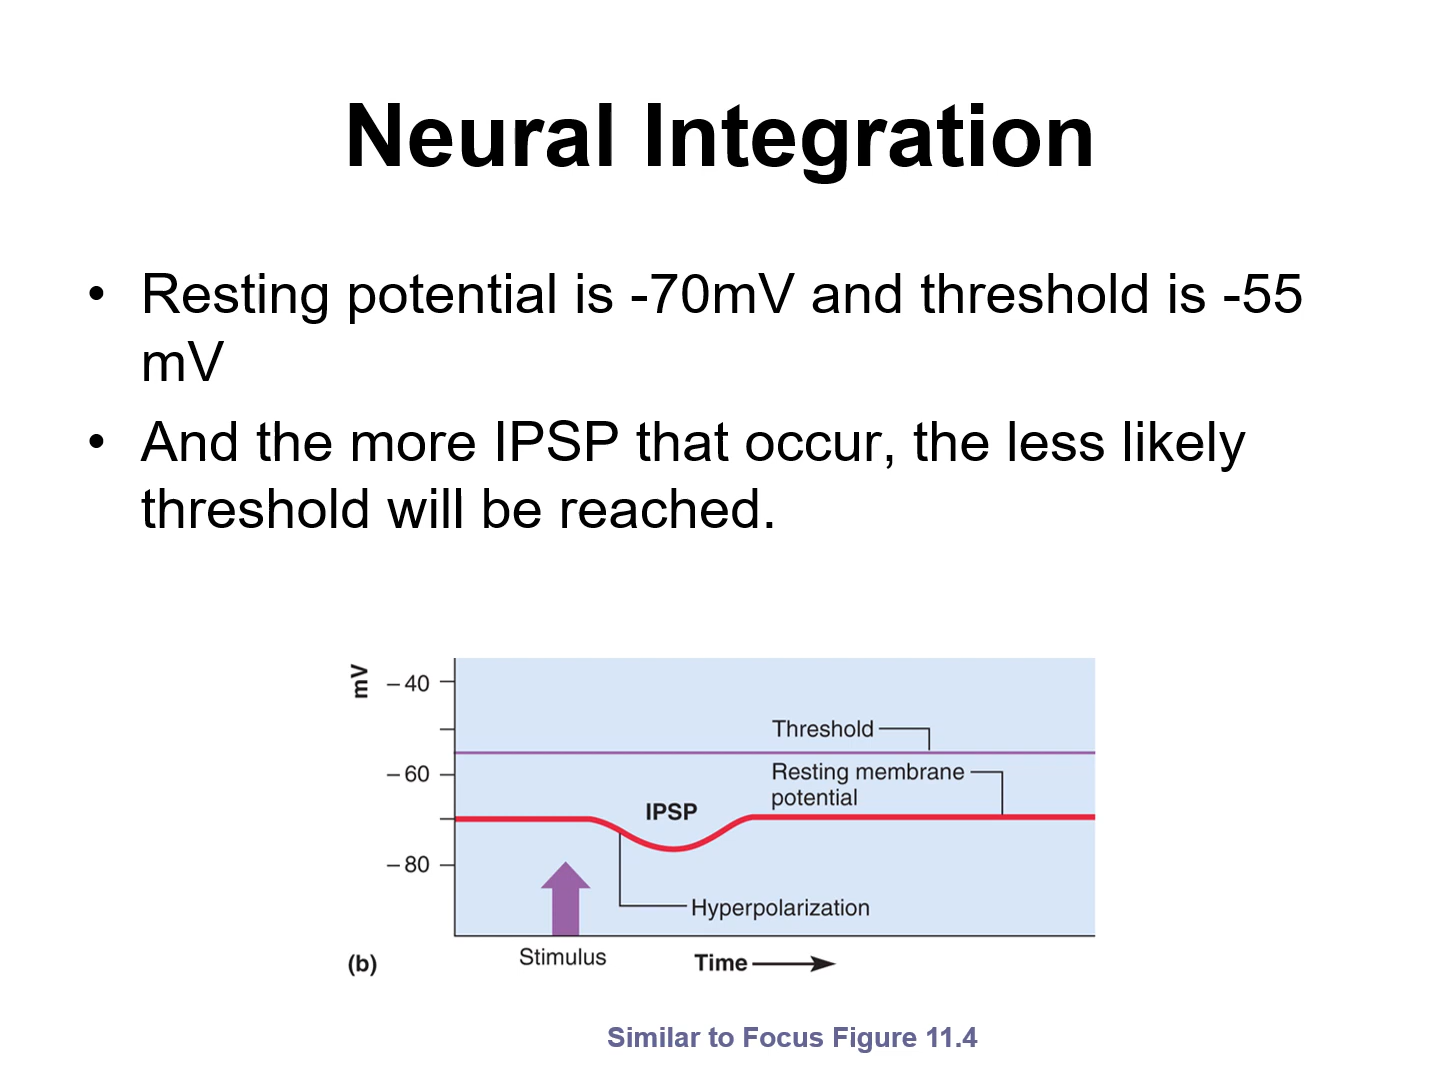 Neural Integration
• Resting potential is -70mV and threshold is -55
mV
• And the more IPSP that occur, the less likely
threshold will be reached.
mV
–40
Threshold
–60
Resting membrane
potential
IPSP
–80
Hyperpolarization
Stimulus
(b)
Time
Similar to Focus Figure 11.4